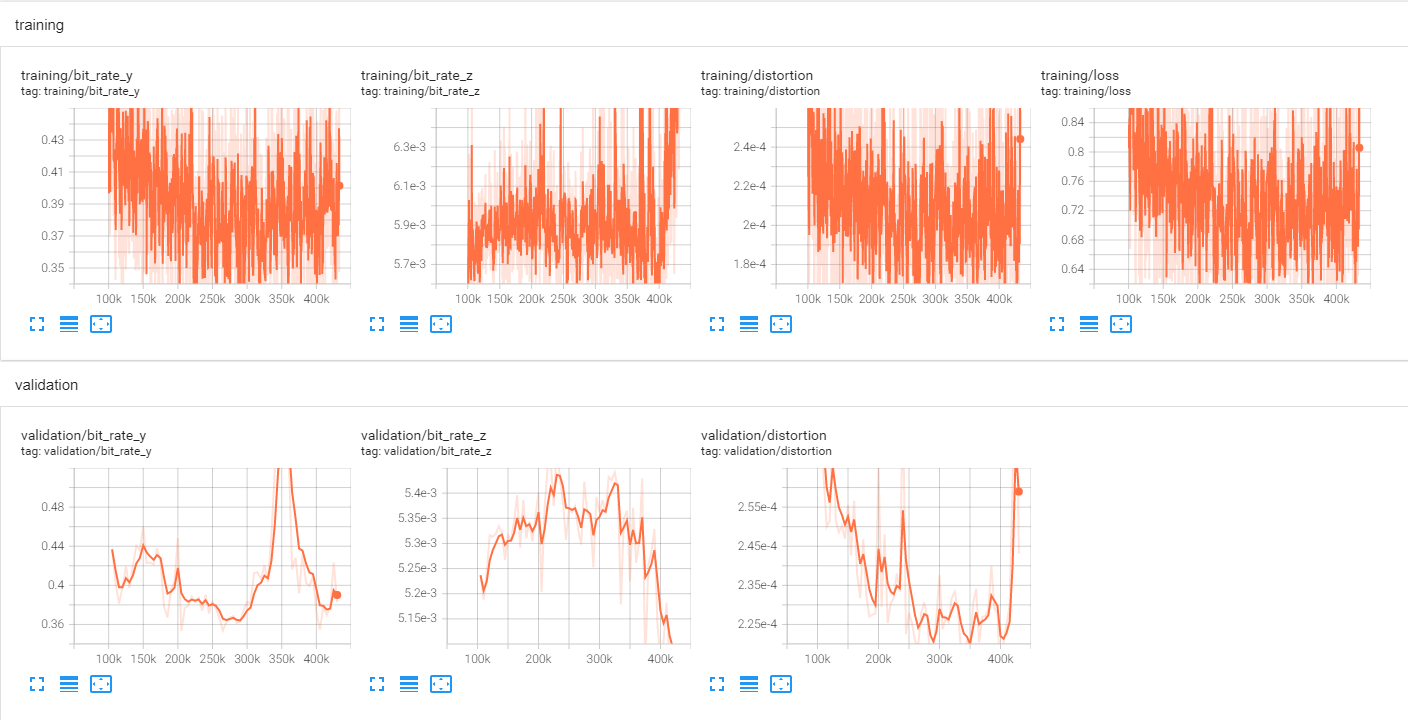 training
training/bit_rate_y
tag: training/bit_rate_y
0.43
0.41
0.39
0.37
0.35
100k 150k 200k 250k 300k 350k 400k
training/bit_rate_z
tag: training/bit_rate_z
6.3e-3
6.1e-3
5.9e-3
5.7e-3
100k 150k 200k 250k 300k 350k 400k
training/distortion
tag: training/distortion
2.4e-4
2.2e-4
2e-4
1.8e-4
100k 150k 200k 250k 300k 350k 400k
training/loss
tag: training/loss
0.84
0.8
0.76
0.72
0.68
0.64
100k 150k 200k 250k 300k 350k 400k
validation
validation/bit_rate_y
tag: validation/bit_rate_y
0.48
0.44
0.4
0.36
100k 150k 200k 250k 300k 350k 400k
validation/bit_rate_z
tag: validation/bit_rate_z
5.4e-3
5.35e-3
5.3e-3
5.25e-3
5.2e-3
5.15e-3
100k 200k 300k 400k
validation/distortion
tag: validation/distortion
2.55e-4
2.45e-4
2.35e-4
2.25e-4
100k 200k 300k 400k